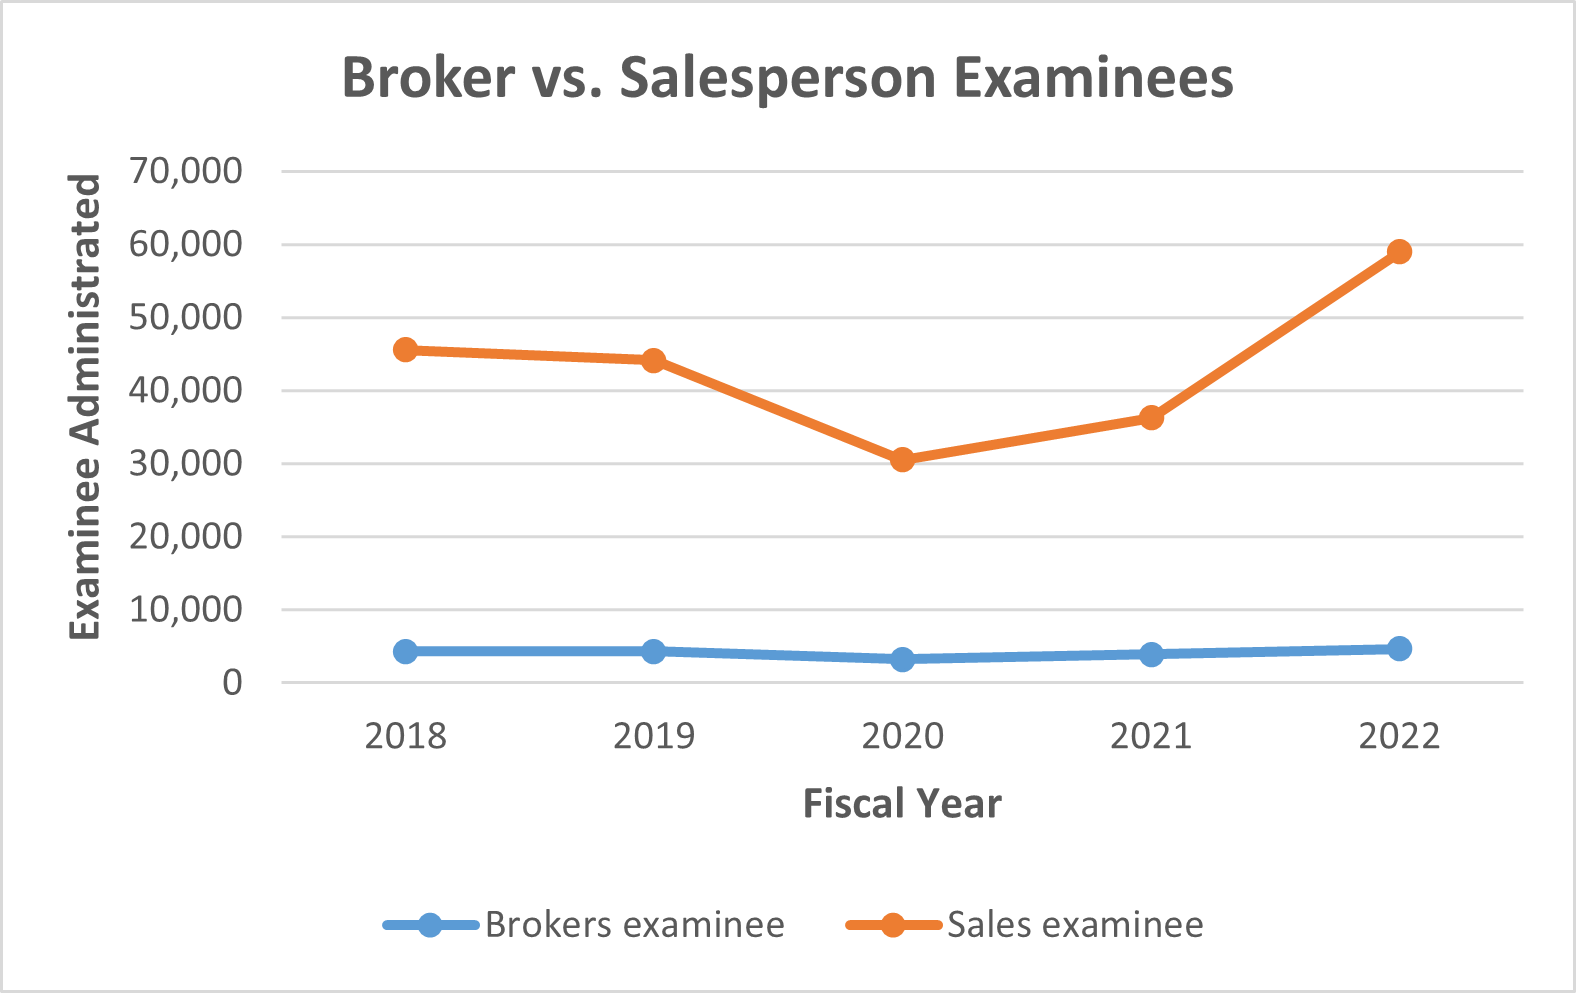 Broker vs. Salesperson Examinees
Examinee Administrated
70,000
60,000
50,000
40,000
30,000
20,000
10,000
0
2018 2019 2020 2021 2022
Fiscal Year
Brokers examinee Sales examinee